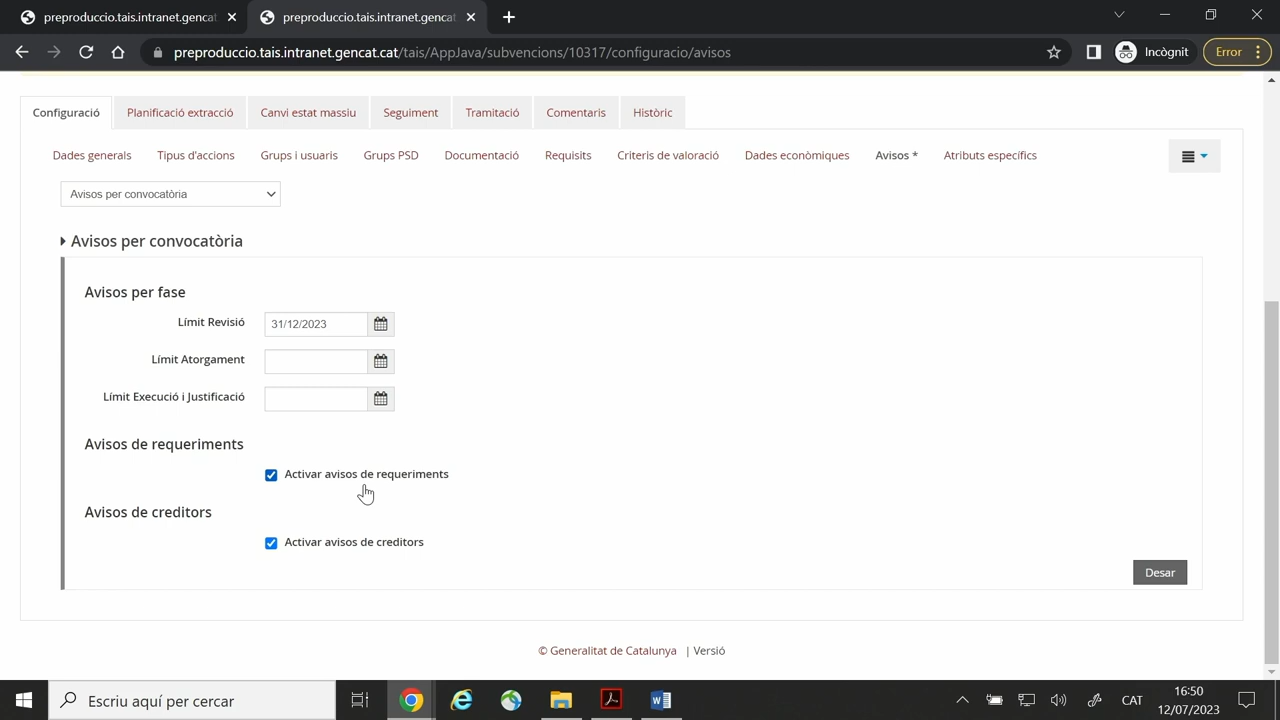 preproduccio.tais.intranet.gencat
preproduccio.tais.intranet.gencat
preproduccio.tais.intranet.gencat.cat/tais/AppJava/subvencions/10317/configuracio/avisos
Incògnit
Error
Configuració
Planificació extracció
Canvi estat massiu
Seguiment
Tramitació
Comentaris
Històric
Dades generals
Tipus d'accions
Grups i usuaris
Grups PSD
Documentació
Requisits
Criteris de valoració
Dades econòmiques
Avisos *
Atributs específics
Avisos per convocatòria
Avisos per convocatòria
Avisos per fase
Límit Revisió
31/12/2023
Límit Atorgament
Límit Execució i Justificació
Avisos de requeriments
Activar avisos de requeriments
Avisos de creditors
Activar avisos de creditors
Desar
© Generalitat de Catalunya | Versió
Escriu aquí per cercar
CAT
16:50
12/07/2023